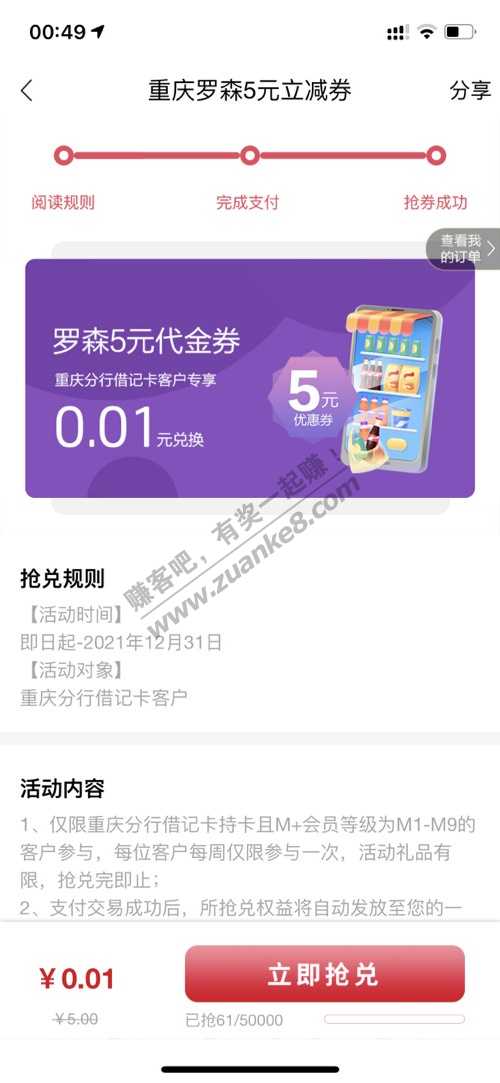 00:49
重庆罗森5元立减券
分享
阅读规则
完成支付
抢券成功
查看我
的订单
罗森5元代金券
重庆分行借记卡客户专享
0.01元兑换
5元
优惠券
赚客吧，有奖一起赚！
www.zuanke8.com
抢兑规则
【活动时间】
即日起-2021年12月31日
【活动对象】
重庆分行借记卡客户
活动内容
1、仅限重庆分行借记卡持卡且M+会员等级为M1-M9的
客户参与，每位客户每周仅限参与一次，活动礼品有
限，抢兑完即止；
2、支付交易成功后，所抢兑权益将自动发放至您的一
￥0.01
￥5.00
立即抢兑
已抢61/50000